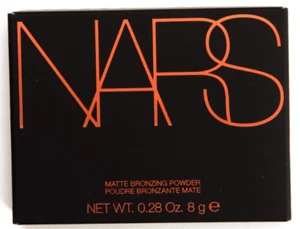 NARS
MATTE BRONZING POWDER
POUDRE BRONZANTE MATE
NET WT. 0.28 Oz. 8 g ℮